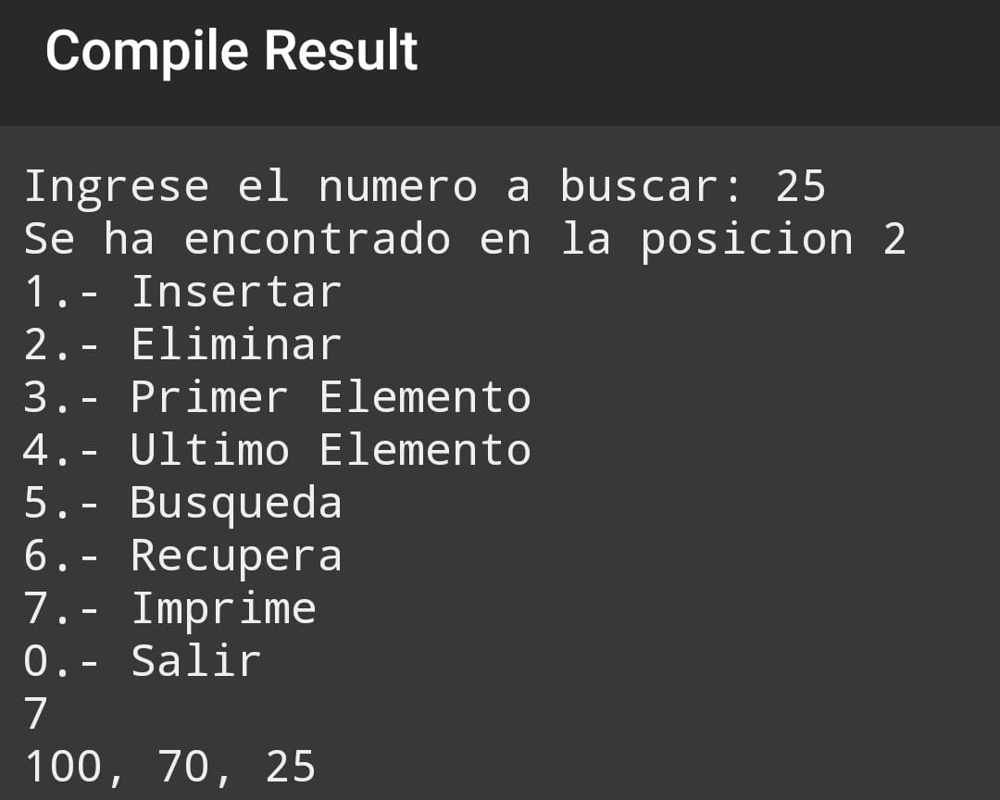 Compile Result
Ingrese el numero a buscar: 25
Se ha encontrado en la posicion 2
1.- Insertar
2.- Eliminar
3.- Primer Elemento
4.- Ultimo Elemento
5.- Busqueda
6.- Recupera
7.- Imprime
0.- Salir
7
100, 70, 25